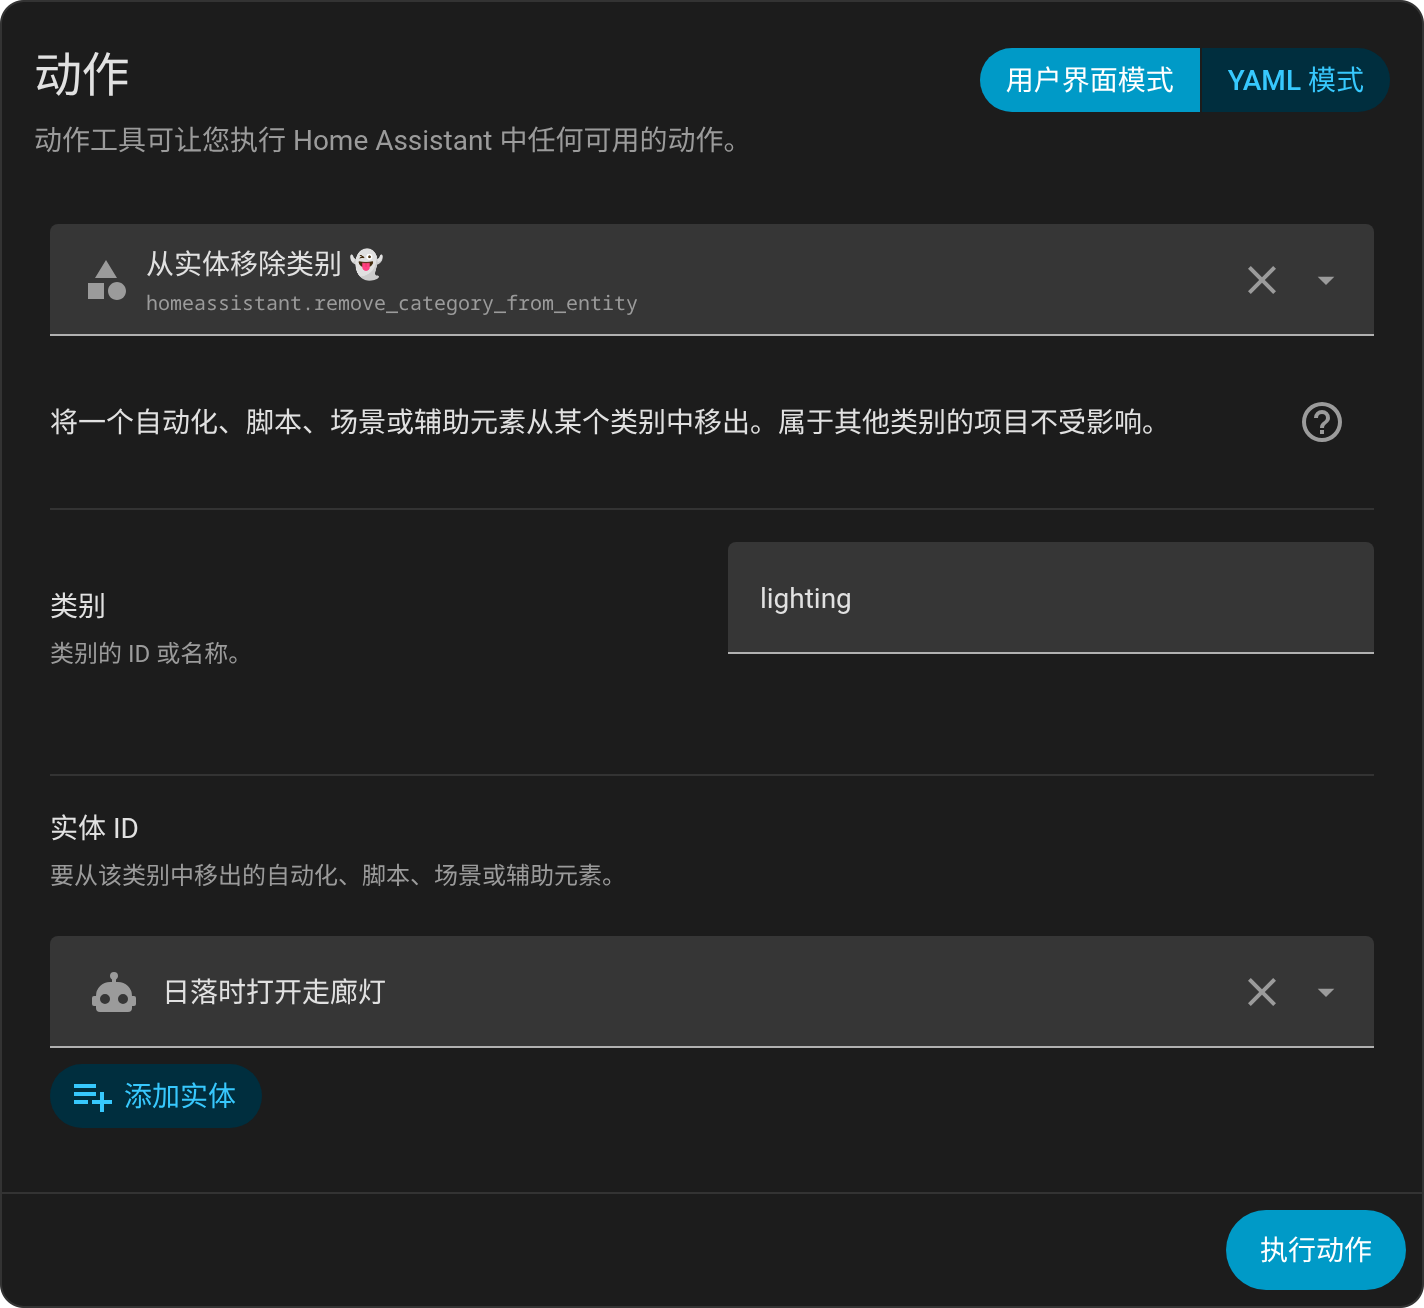 动作
用户界面模式
YAML 模式
动作工具可让您执行 Home Assistant 中任何可用的动作。
从实体移除类别 👻
homeassistant.remove_category_from_entity
将一个自动化、脚本、场景或辅助元素从某个类别中移出。属于其他类别的项目不受影响。
类别
类别的 ID 或名称。
lighting
实体 ID
要从该类别中移出的自动化、脚本、场景或辅助元素。
日落时打开走廊灯
添加实体
执行动作